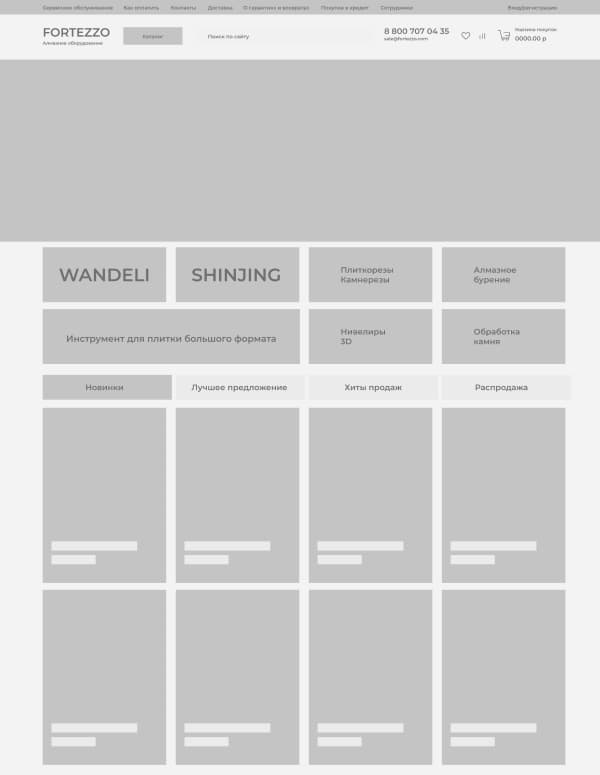 Сервисное обслуживание Как оплатить Контакты Доставка О гарантии и возвратах Покупка в кредит Сотрудники Вход/регистрация
FORTEZZO
Алмазное оборудование
Каталог
Поиск по сайту
8 800 707 04 35
sale@fortezzo.com
Корзина покупок
0000.00 р
WANDELI
SHINJING
Плиткорезы
Камнерезы
Алмазное
бурение
Инструмент для плитки большого формата
Нивелиры
3D
Обработка
камня
Новинки
Лучшее предложение
Хиты продаж
Распродажа